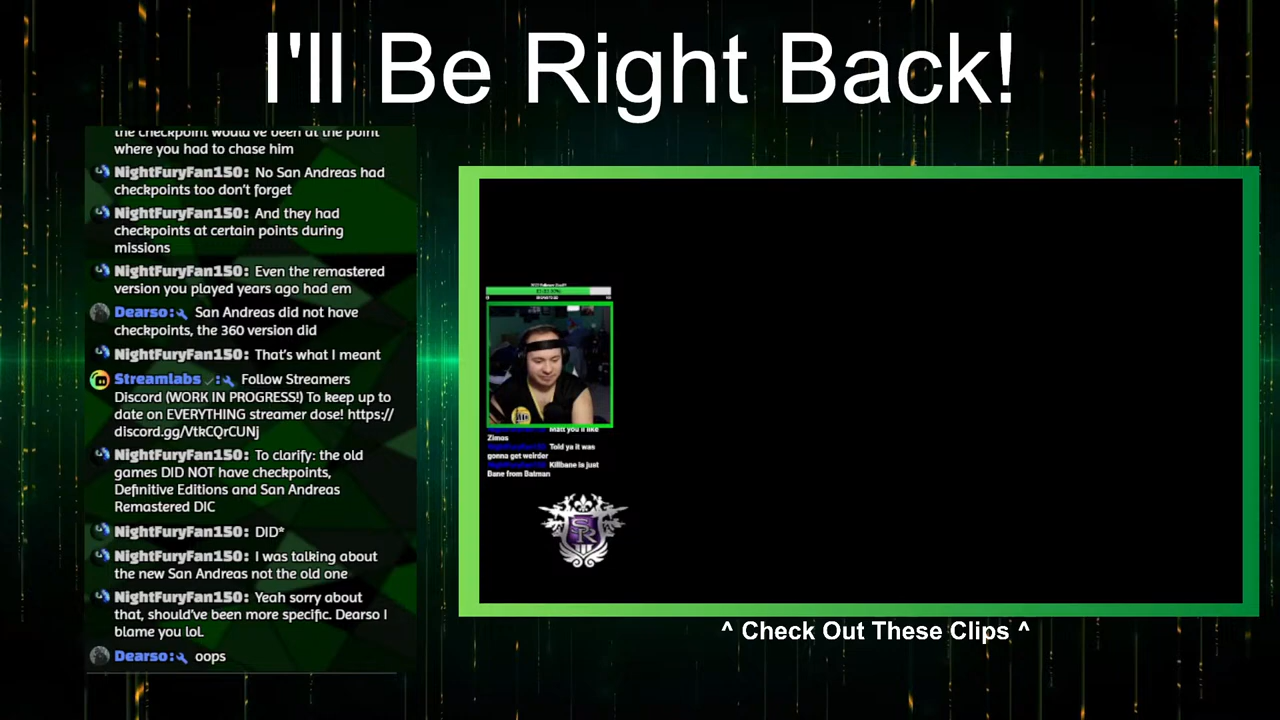 I'll Be Right Back!
the checkpoint would've been at the point
where you had to chase him
NightFuryFan150: No San Andreas had
checkpoints too don't forget
NightFuryFan150: And they had
checkpoints at certain points during
missions
NightFuryFan150: Even the remastered
version you played years ago had em
Dearso: San Andreas did not have
checkpoints, the 360 version did
NightFuryFan150: That's what I meant
Streamlabs : Follow Streamers
Discord (WORK IN PROGRESS!) To keep up to
date on EVERYTHING streamer dose! https://
discord.gg/VtkCQrCUNj
NightFuryFan150: To clarify: the old
games DID NOT have checkpoints,
Definitive Editions and San Andreas
Remastered DIC
NightFuryFan150: DID*
NightFuryFan150: I was talking about
the new San Andreas not the old one
NightFuryFan150: Yeah sorry about
that, should've been more specific. Dearso I
blame you lol.
Dearso: oops
Matt you'll like
Zimos
Told ya it was
gonna get weirder
Killbane is just
Bane from Batman
SR
^ Check Out These Clips ^